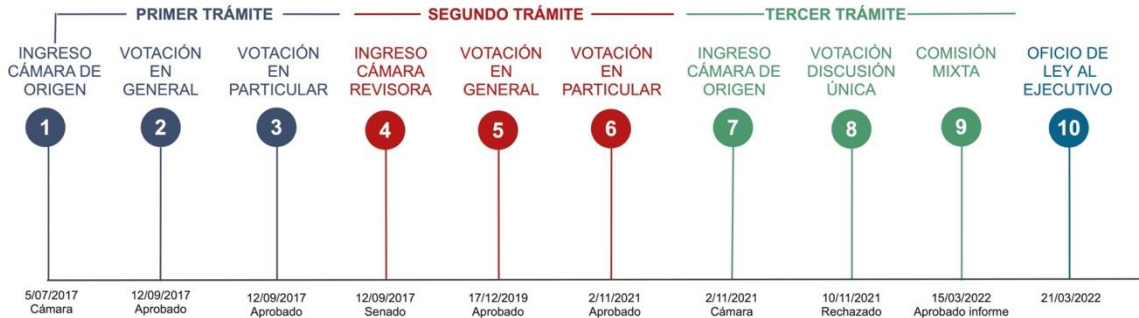 PRIMER TRÁMITE
SEGUNDO TRÁMITE
TERCER TRÁMITE
INGRESO
CÁMARA DE
ORIGEN
VOTACIÓN
EN
GENERAL
VOTACIÓN
EN
PARTICULAR
INGRESO
CÁMARA
REVISORA
VOTACIÓN
EN
GENERAL
VOTACIÓN
EN
PARTICULAR
INGRESO
CÁMARA DE
ORIGEN
VOTACIÓN
DISCUSIÓN
ÚNICA
COMISIÓN
MIXTA
OFICIO DE
LEY AL
EJECUTIVO
1
2
3
4
5
6
7
8
9
10
5/07/2017
Cámara
12/09/2017
Aprobado
12/09/2017
Aprobado
12/09/2017
Senado
17/12/2019
Aprobado
2/11/2021
Aprobado
2/11/2021
Cámara
10/11/2021
Rechazado
15/03/2022
Aprobado informe
21/03/2022